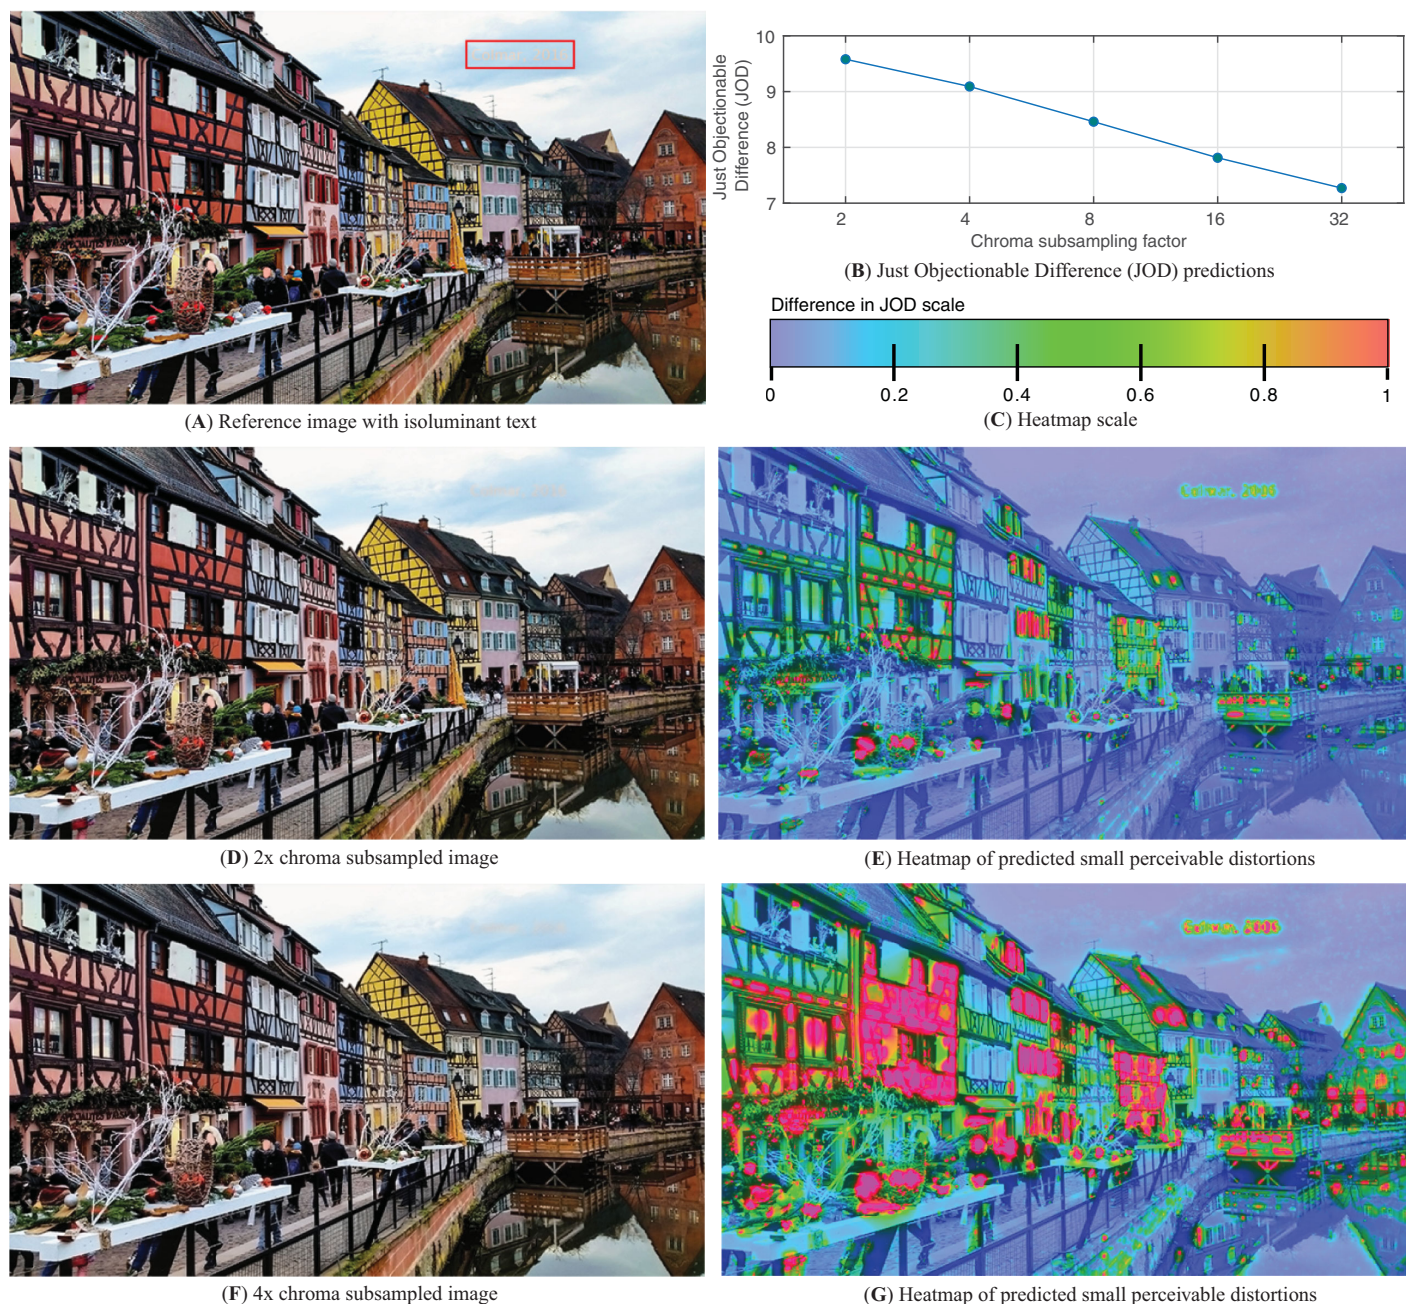 10
9
8
7
Just Objectionable
Difference (JOD)
2 4 8 16 32
Chroma subsampling factor
(B) Just Objectionable Difference (JOD) predictions
Difference in JOD scale
0 0.2 0.4 0.6 0.8 1
(C) Heatmap scale
(A) Reference image with isoluminant text
(D) 2x chroma subsampled image
(E) Heatmap of predicted small perceivable distortions
(F) 4x chroma subsampled image
(G) Heatmap of predicted small perceivable distortions